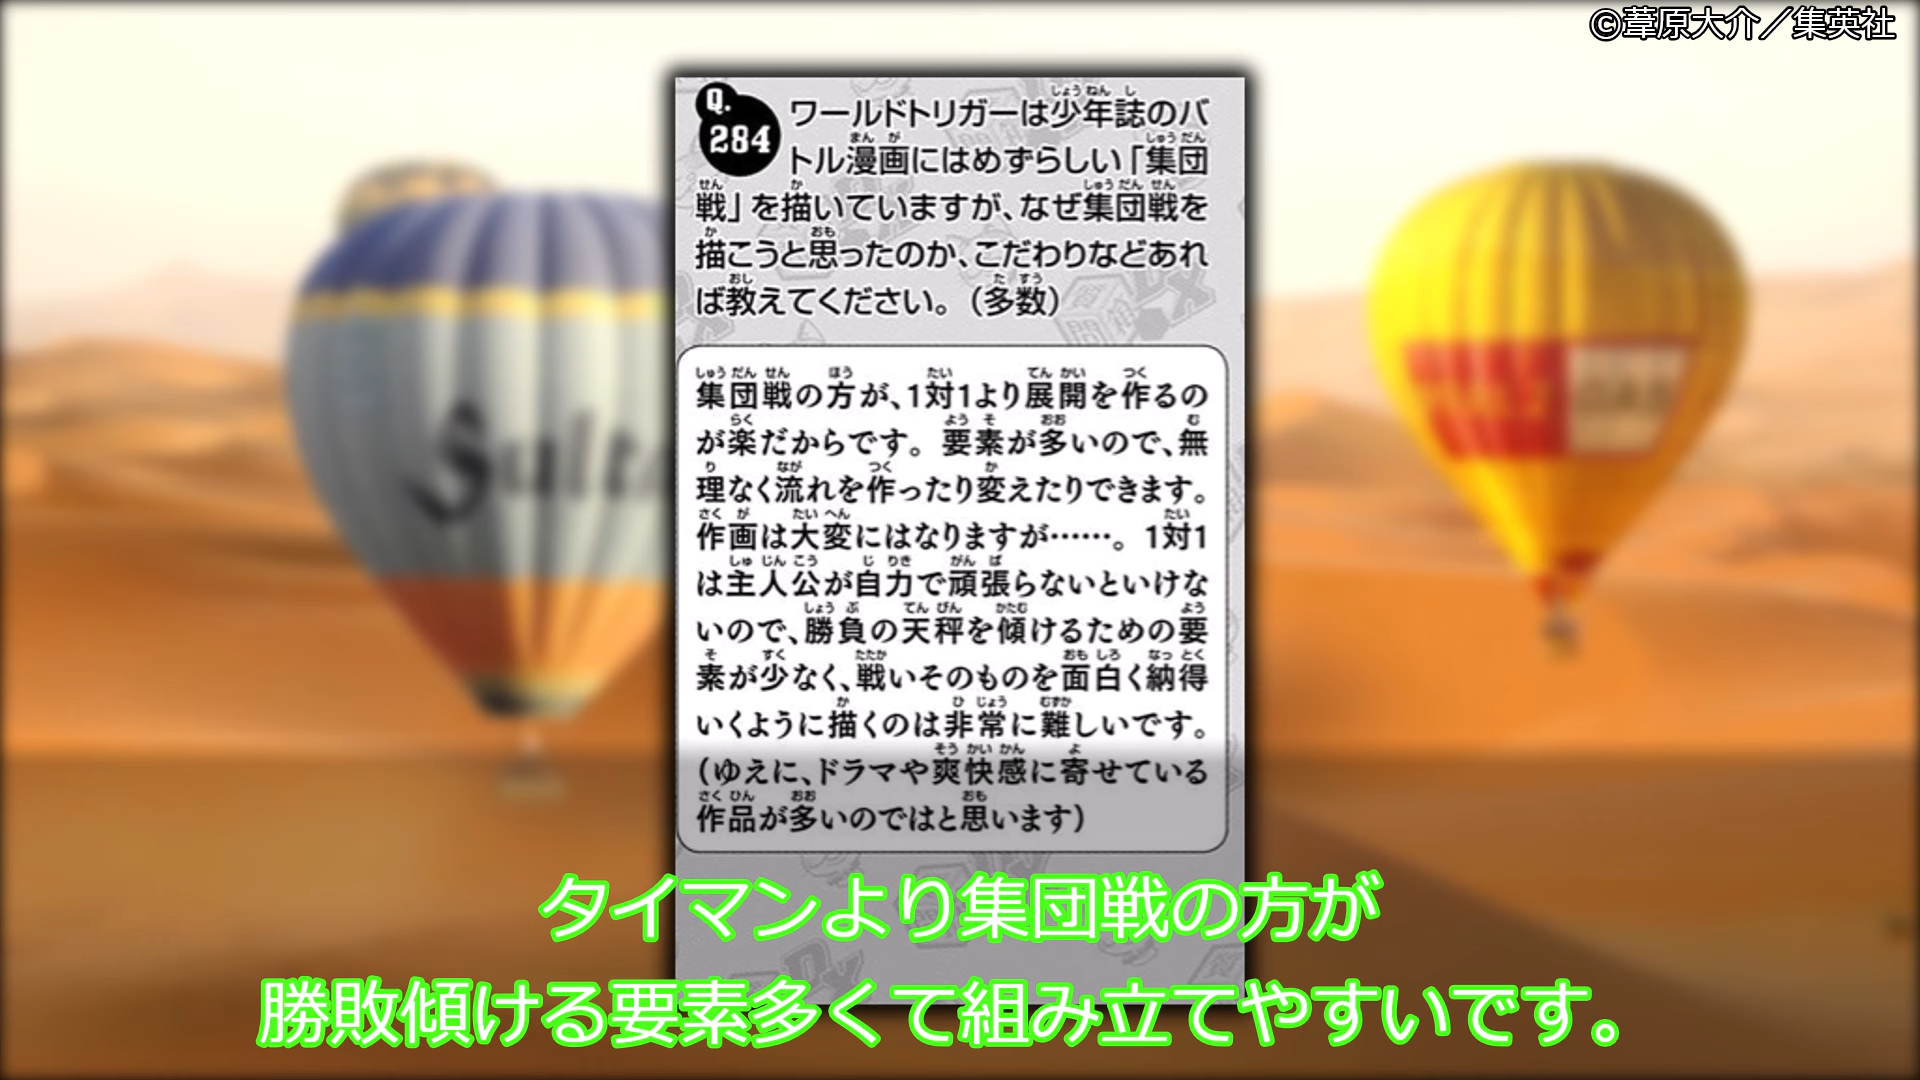 ©葦原大介／集英社
Q.284
ワールドトリガーは少年誌のバ
トル漫画にはめずらしい「集団
戦」を描いていますが、なぜ集団戦を
描こうと思ったのか、こだわりなどあれ
ば教えてください。（多数）
集団戦の方が、1対1より展開を作るの
が楽だからです。要素が多いので、無
理なく流れを作ったり変えたりできます。
作画は大変にはなりますが……。1対1
は主人公が自力で頑張らないといけな
いので、勝負の天秤を傾けるための要
素が少なく、戦いそのものを面白く納得
いくように描くのは非常に難しいです。
（ゆえに、ドラマや爽快感に寄せている
作品が多いのではと思います）
タイマンより集団戦の方が
勝敗傾ける要素多くて組み立てやすいです。